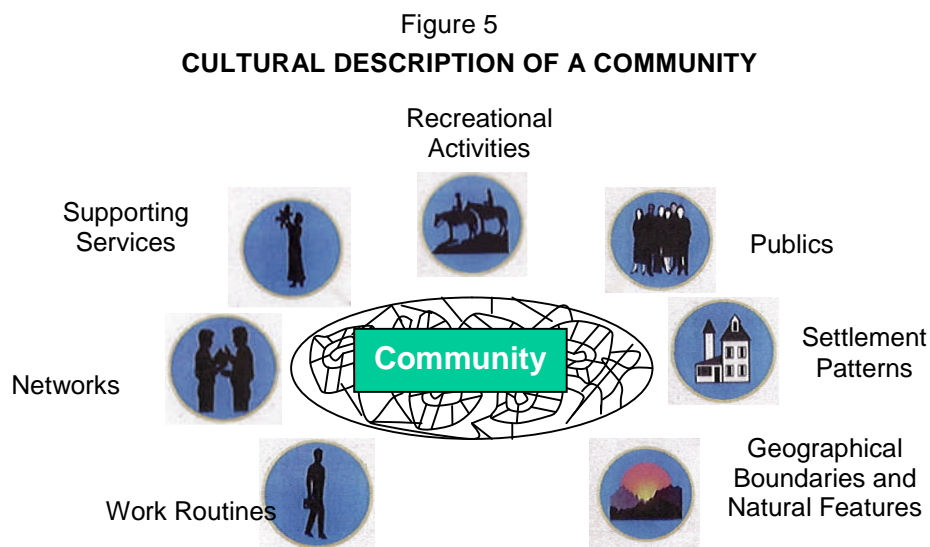 Figure 5
CULTURAL DESCRIPTION OF A COMMUNITY
Recreational
Activities
Supporting
Services
Publics
Community
Settlement
Patterns
Networks
Geographical
Boundaries and
Natural Features
Work Routines